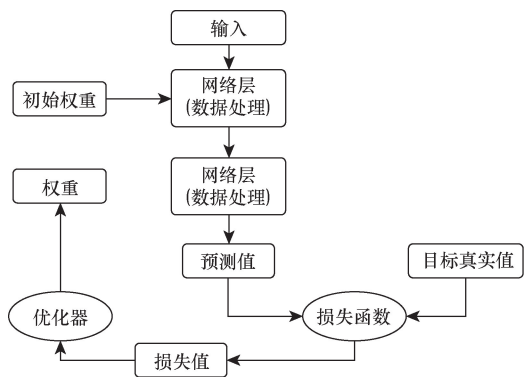 输入
初始权重
网络层
(数据处理)
网络层
(数据处理)
权重
预测值
目标真实值
优化器
损失函数
损失值